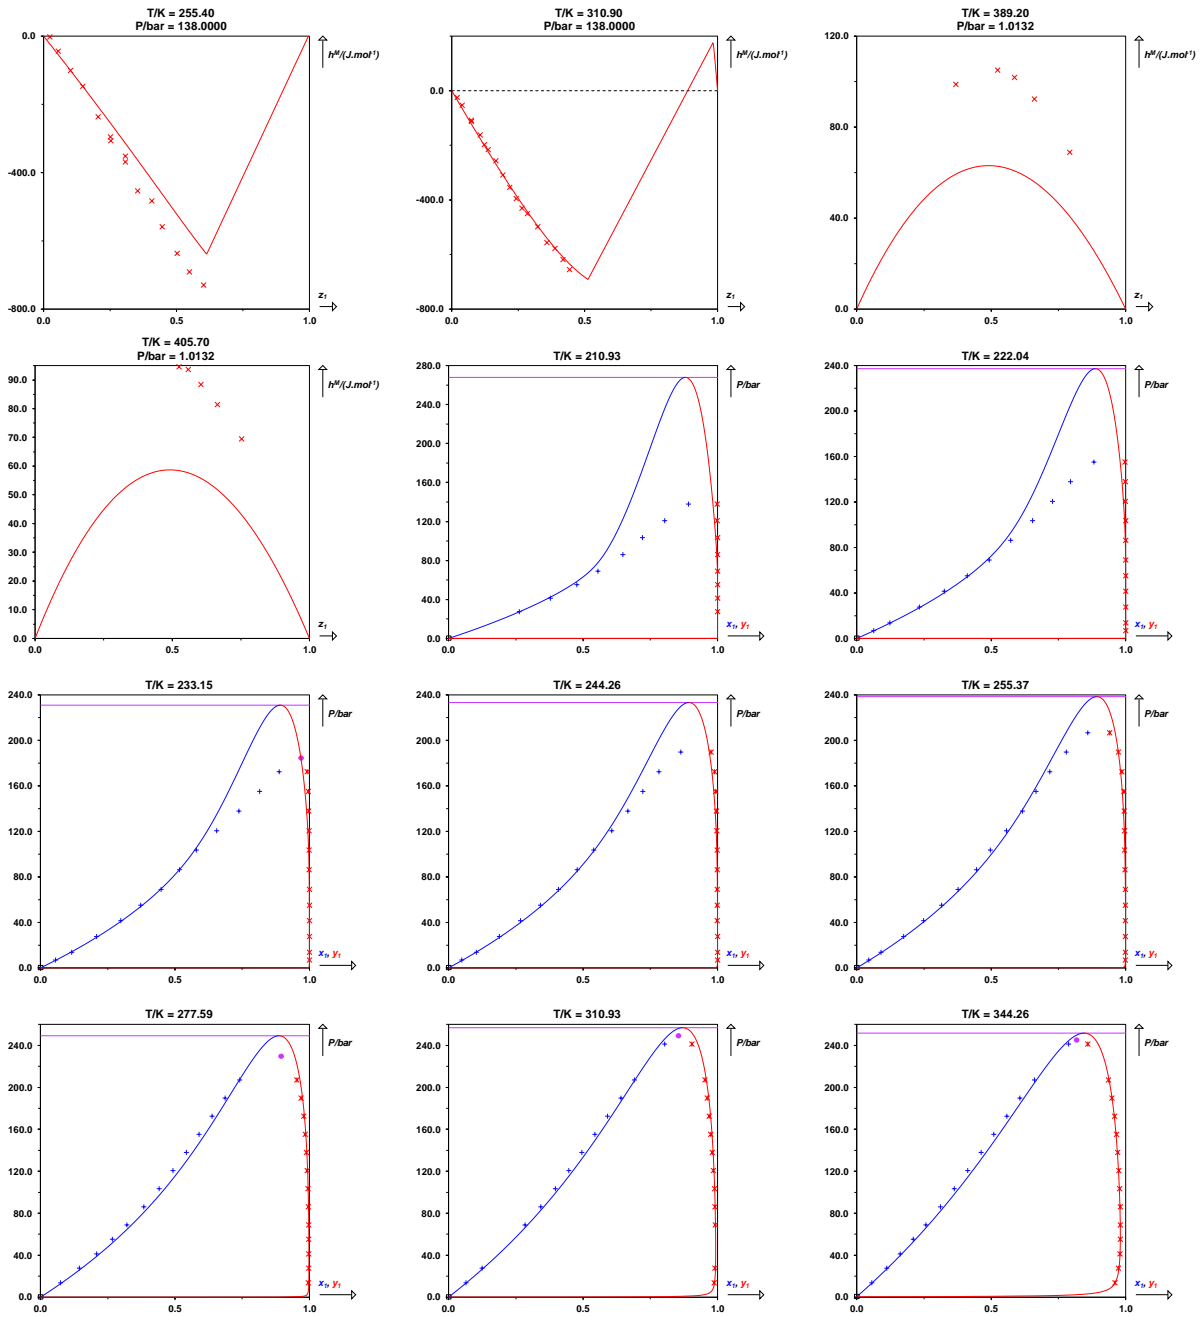 T/K = 255.40
P/bar = 138.0000
0.0
-400.0
-800.0
0.0
0.5
1.0
hᴹ/(J.mol⁻¹)
z₁
T/K = 310.90
P/bar = 138.0000
0.0
-400.0
-800.0
0.0
0.5
1.0
hᴹ/(J.mol⁻¹)
z₁
T/K = 389.20
P/bar = 1.0132
120.0
80.0
40.0
0.0
0.0
0.5
1.0
hᴹ/(J.mol⁻¹)
z₁
T/K = 405.70
P/bar = 1.0132
90.0
80.0
70.0
60.0
50.0
40.0
30.0
20.0
10.0
0.0
0.0
0.5
1.0
hᴹ/(J.mol⁻¹)
z₁
T/K = 210.93
280.0
240.0
200.0
160.0
120.0
80.0
40.0
0.0
0.0
0.5
1.0
P/bar
x₁, y₁
T/K = 222.04
240.0
200.0
160.0
120.0
80.0
40.0
0.0
0.0
0.5
1.0
P/bar
x₁, y₁
T/K = 233.15
240.0
200.0
160.0
120.0
80.0
40.0
0.0
0.0
0.5
1.0
P/bar
x₁, y₁
T/K = 244.26
240.0
200.0
160.0
120.0
80.0
40.0
0.0
0.0
0.5
1.0
P/bar
x₁, y₁
T/K = 255.37
240.0
200.0
160.0
120.0
80.0
40.0
0.0
0.0
0.5
1.0
P/bar
x₁, y₁
T/K = 277.59
240.0
200.0
160.0
120.0
80.0
40.0
0.0
0.0
0.5
1.0
P/bar
x₁, y₁
T/K = 310.93
240.0
200.0
160.0
120.0
80.0
40.0
0.0
0.0
0.5
1.0
P/bar
x₁, y₁
T/K = 344.26
240.0
200.0
160.0
120.0
80.0
40.0
0.0
0.0
0.5
1.0
P/bar
x₁, y₁